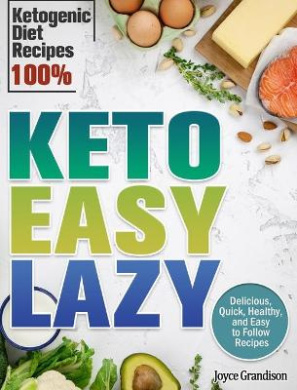 Ketogenic
Diet
Recipes
100%
KETO
EASY
LAZY
Delicious,
Quick, Healthy,
and Easy
to Follow
Recipes
Joyce Grandison